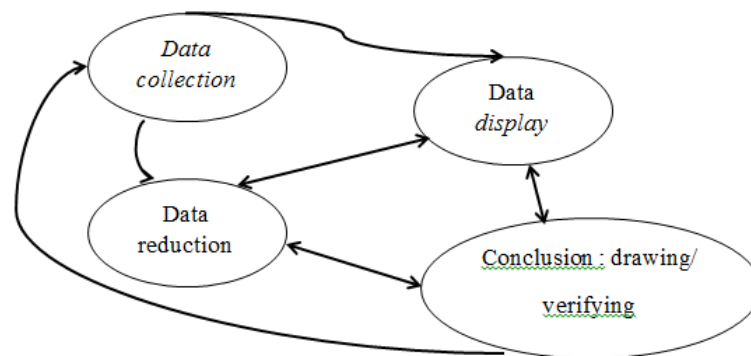 Data
collection
Data
display
Data
reduction
Conclusion : drawing/
verifying